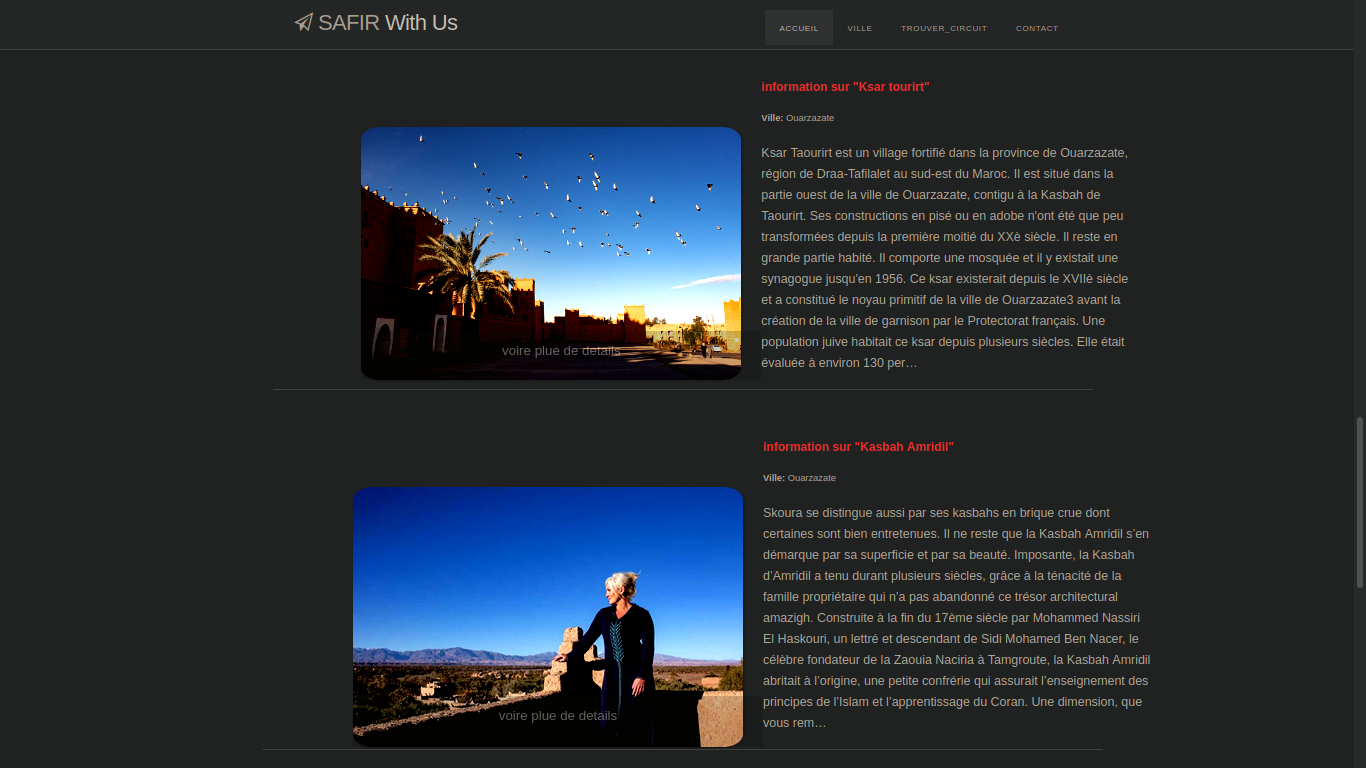 SAFIR With Us
ACCUEIL VILLE TROUVER_CIRCUIT CONTACT
information sur "Ksar tourirt"
Ville: Ouarzazate
Ksar Taourirt est un village fortifié dans la province de Ouarzazate,
région de Draa-Tafilalet au sud-est du Maroc. Il est situé dans la
partie ouest de la ville de Ouarzazate, contigu à la Kasbah de
Taourirt. Ses constructions en pisé ou en adobe n'ont été que peu
transformées depuis la première moitié du XXè siècle. Il reste en
grande partie habité. Il comporte une mosquée et il y existait une
synagogue jusqu'en 1956. Ce ksar existerait depuis le XVIIè siècle
et a constitué le noyau primitif de la ville de Ouarzazate3 avant la
création de la ville de garnison par le Protectorat français. Une
population juive habitait ce ksar depuis plusieurs siècles. Elle était
évaluée à environ 130 per…
voire plue de details
information sur "Kasbah Amridil"
Ville: Ouarzazate
Skoura se distingue aussi par ses kasbahs en brique crue dont
certaines sont bien entretenues. Il ne reste que la Kasbah Amridil s’en
démarque par sa superficie et par sa beauté. Imposante, la Kasbah
d’Amridil a tenu durant plusieurs siècles, grâce à la ténacité de la
famille propriétaire qui n’a pas abandonné ce trésor architectural
amazigh. Construite à la fin du 17ème siècle par Mohammed Nassiri
El Haskouri, un lettré et descendant de Sidi Mohamed Ben Nacer, le
célèbre fondateur de la Zaouia Naciria à Tamgroute, la Kasbah Amridil
abritait à l’origine, une petite confrérie qui assurait l’enseignement des
principes de l’Islam et l’apprentissage du Coran. Une dimension, que
vous rem…
voire plue de details